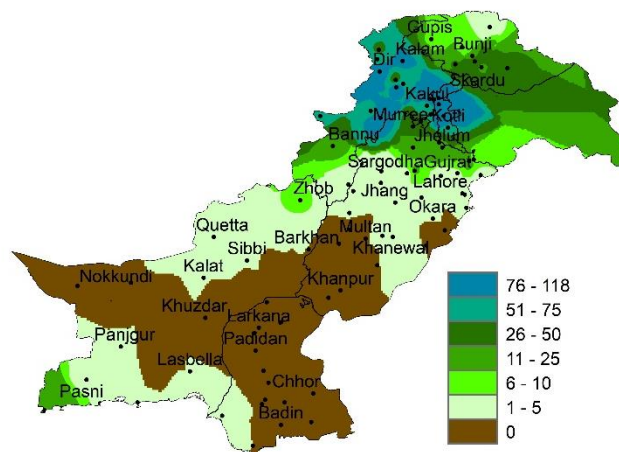 Gupis
Kalam
Bunji
Dir
Skardu
Kakul
Murree
Kotli
Bannu
Jhelum
Sargodha
Gujrat
Zhob
Jhang
Lahore
Okara
Quetta
Multan
Barkhan
Sibbi
Khanewal
Kalat
Nokkundi
Khanpur
Khuzdar
Larkana
Panjgur
Padidan
Lasbella
Pasni
Chhor
Badin
76 - 118
51 - 75
26 - 50
11 - 25
6 - 10
1 - 5
0